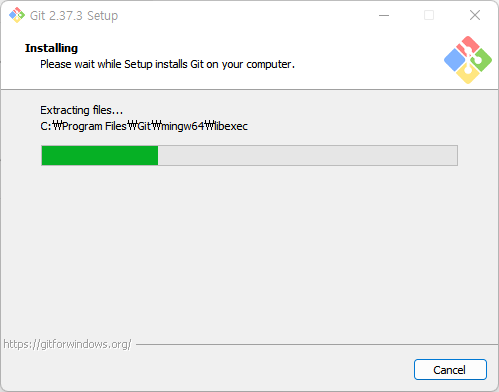 Git 2.37.3 Setup
Installing
Please wait while Setup installs Git on your computer.
Extracting files...
C:₩Program Files₩Git₩mingw64₩libexec
https://gitforwindows.org/
Cancel